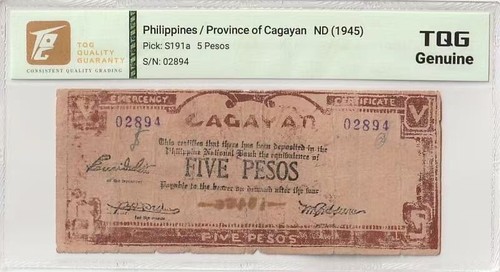 TQG
QUALITY
GUARANTY
CONSISTENT QUALITY GRADING
Philippines / Province of Cagayan ND (1945)
Pick: S191a 5 Pesos
S/N: 02894
TQG
Genuine
EMERGENCY
CERTIFICATE
CAGAYAN
02894
02894
V
This certifies that there has been deposited in the
Philippine National Bank the equivalence of
FIVE PESOS
Payable to the bearer on demand after the war
FIVE PESOS